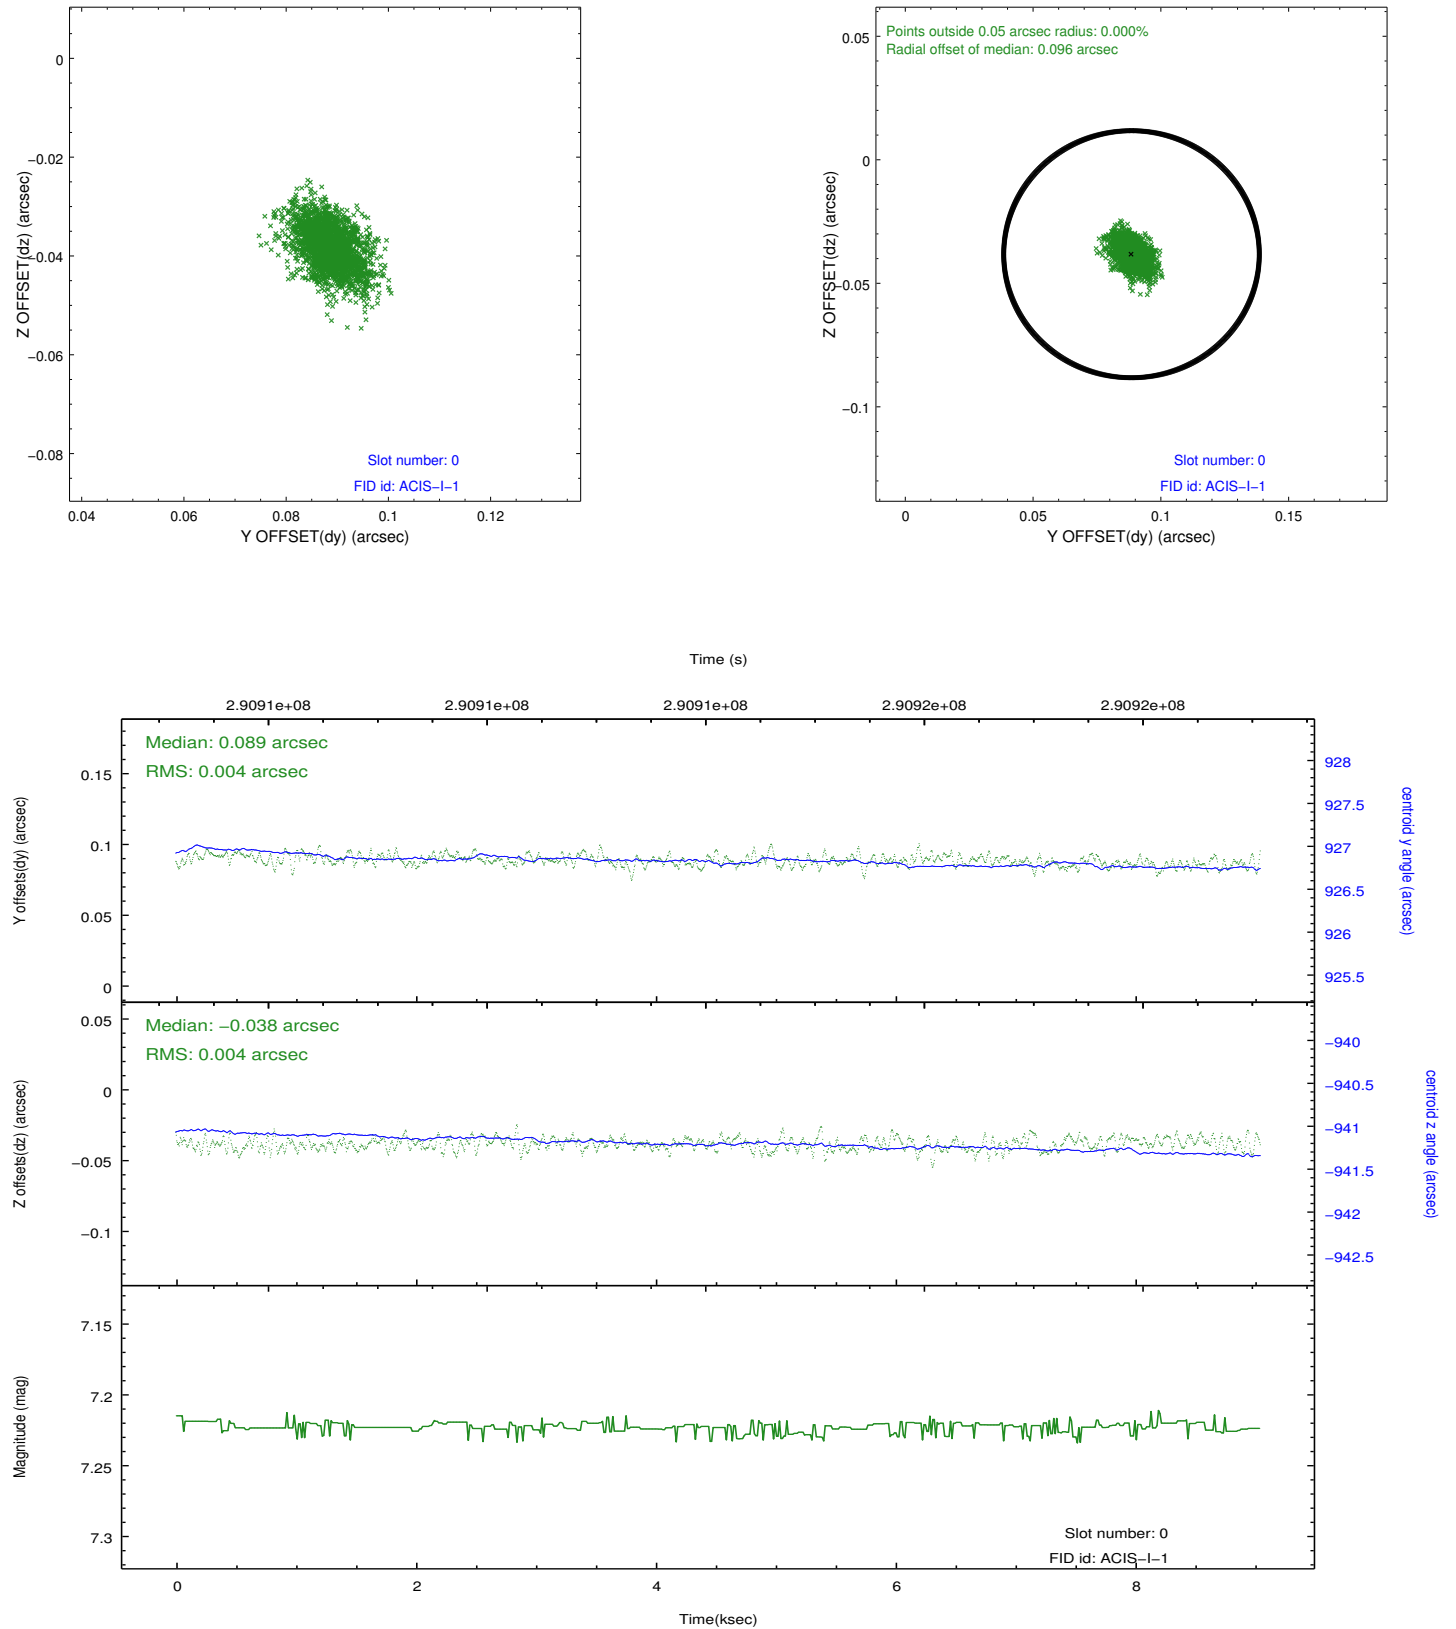 0
−0.02
−0.04
−0.06
−0.08
Z OFFSET(dz) (arcsec)
Slot number: 0
FID id: ACIS−I−1
0.04 0.06 0.08 0.1 0.12
Y OFFSET(dy) (arcsec)
Points outside 0.05 arcsec radius: 0.000%
Radial offset of median: 0.096 arcsec
0.05
0
−0.05
−0.1
Z OFFSET(dz) (arcsec)
Slot number: 0
FID id: ACIS−I−1
0 0.05 0.1 0.15
Y OFFSET(dy) (arcsec)
Time (s)
2.9091e+08 2.9091e+08 2.9091e+08 2.9092e+08 2.9092e+08
Median: 0.089 arcsec
RMS: 0.004 arcsec
0.15
0.1
0.05
0
Y offsets(dy) (arcsec)
928
927.5
927
926.5
926
925.5
centroid y angle (arcsec)
Median: −0.038 arcsec
RMS: 0.004 arcsec
0.05
0
−0.05
−0.1
Z offsets(dz) (arcsec)
−940
−940.5
−941
−941.5
−942
−942.5
centroid z angle (arcsec)
7.15
7.2
7.25
7.3
Magnitude (mag)
Slot number: 0
FID id: ACIS−I−1
0 2 4 6 8
Time(ksec)